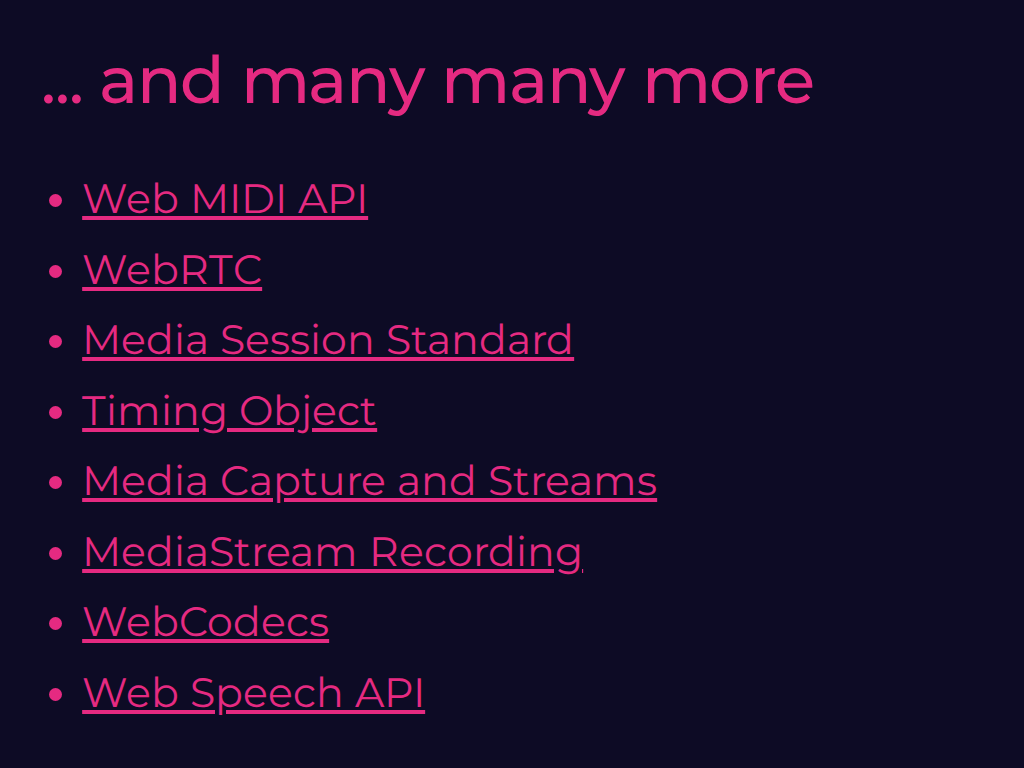 ... and many many more
• Web MIDI API
• WebRTC
• Media Session Standard
• Timing Object
• Media Capture and Streams
• MediaStream Recording
• WebCodecs
• Web Speech API